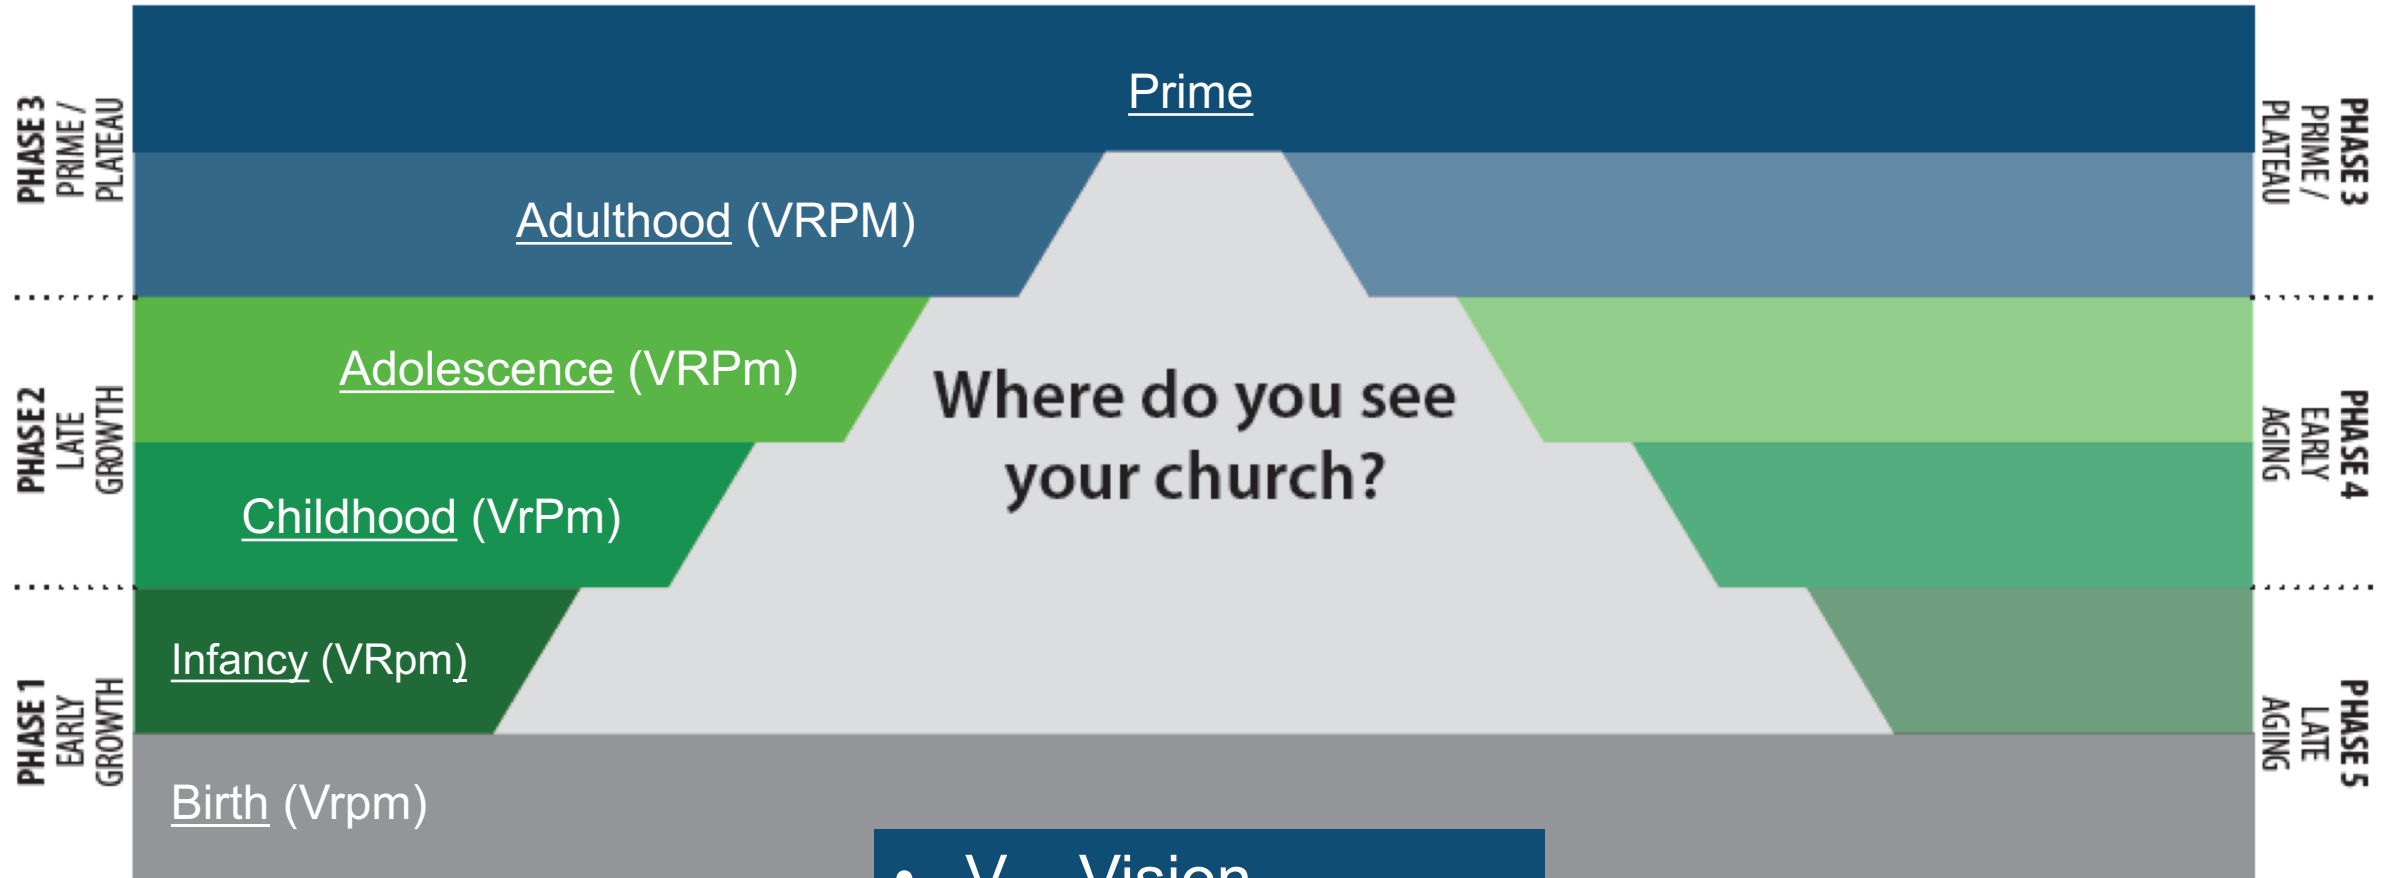 Prime
PHASE 3
PRIME /
PLATEAU
Adulthood (VRPM)
PHASE 3
PRIME /
PLATEAU
Adolescence (VRPm)
PHASE 2
LATE
GROWTH
Where do you see
your church?
PHASE 4
EARLY
AGING
Childhood (VrPm)
Infancy (VRpm)
PHASE 1
EARLY
GROWTH
PHASE 5
LATE
AGING
Birth (Vrpm)
• V – Vision